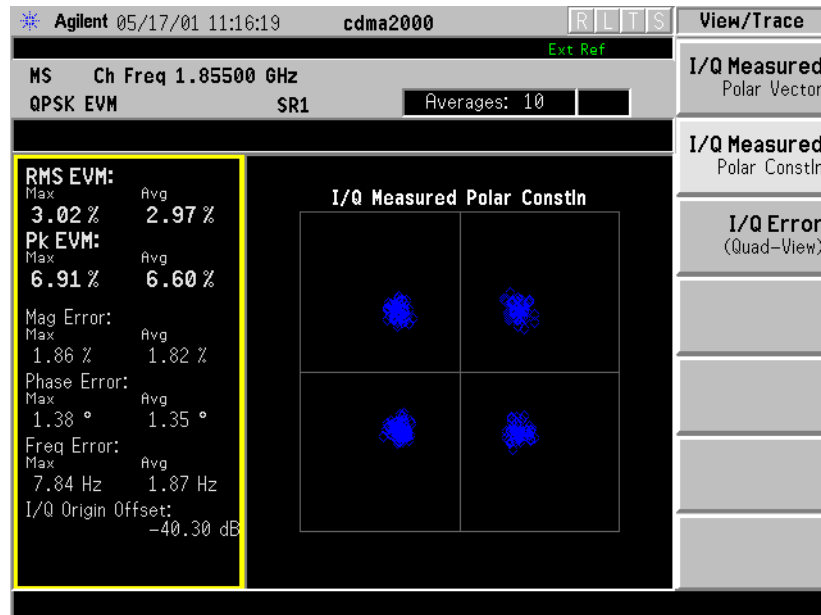 Agilent 05/17/01 11:16:19 cdma2000 R L T S View/Trace
Ext Ref
MS Ch Freq 1.85500 GHz
QPSK EVM SR1 Averages: 10
I/Q Measured
Polar Vector
I/Q Measured
Polar Constln
I/Q Error
(Quad-View)
RMS EVM:
Max Avg
3.02 % 2.97 %
Pk EVM:
Max Avg
6.91 % 6.60 %
Mag Error:
Max Avg
1.86 % 1.82 %
Phase Error:
Max Avg
1.38 ° 1.35 °
Freq Error:
Max Avg
7.84 Hz 1.87 Hz
I/Q Origin Offset:
-40.30 dB
I/Q Measured Polar Constln